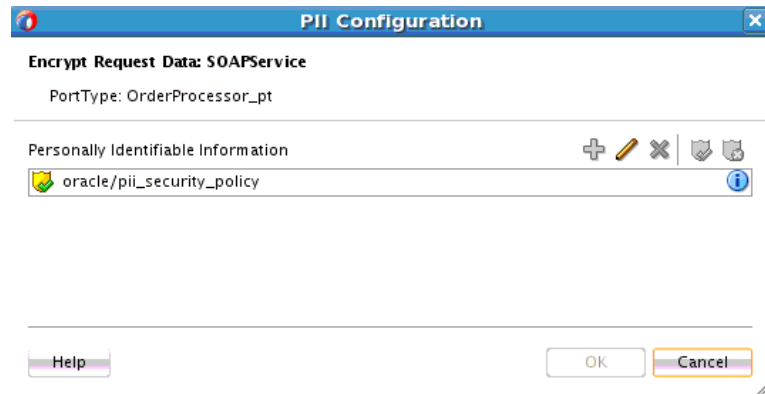 PII Configuration
Encrypt Request Data: SOAPService
PortType: OrderProcessor_pt
Personally Identifiable Information
oracle/pii_security_policy
Help OK Cancel